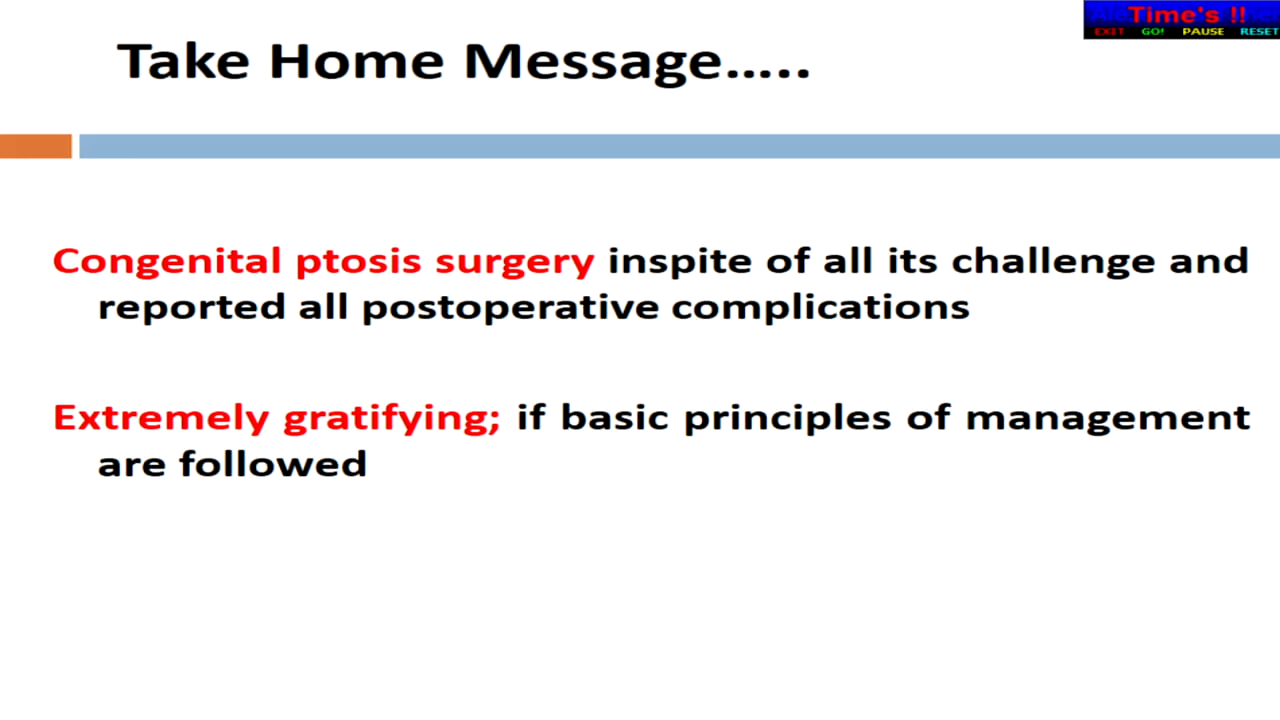 Time's !!
EXIT GO! PAUSE RESET
Take Home Message.....
Congenital ptosis surgery inspite of all its challenge and
reported all postoperative complications
Extremely gratifying; if basic principles of management
are followed